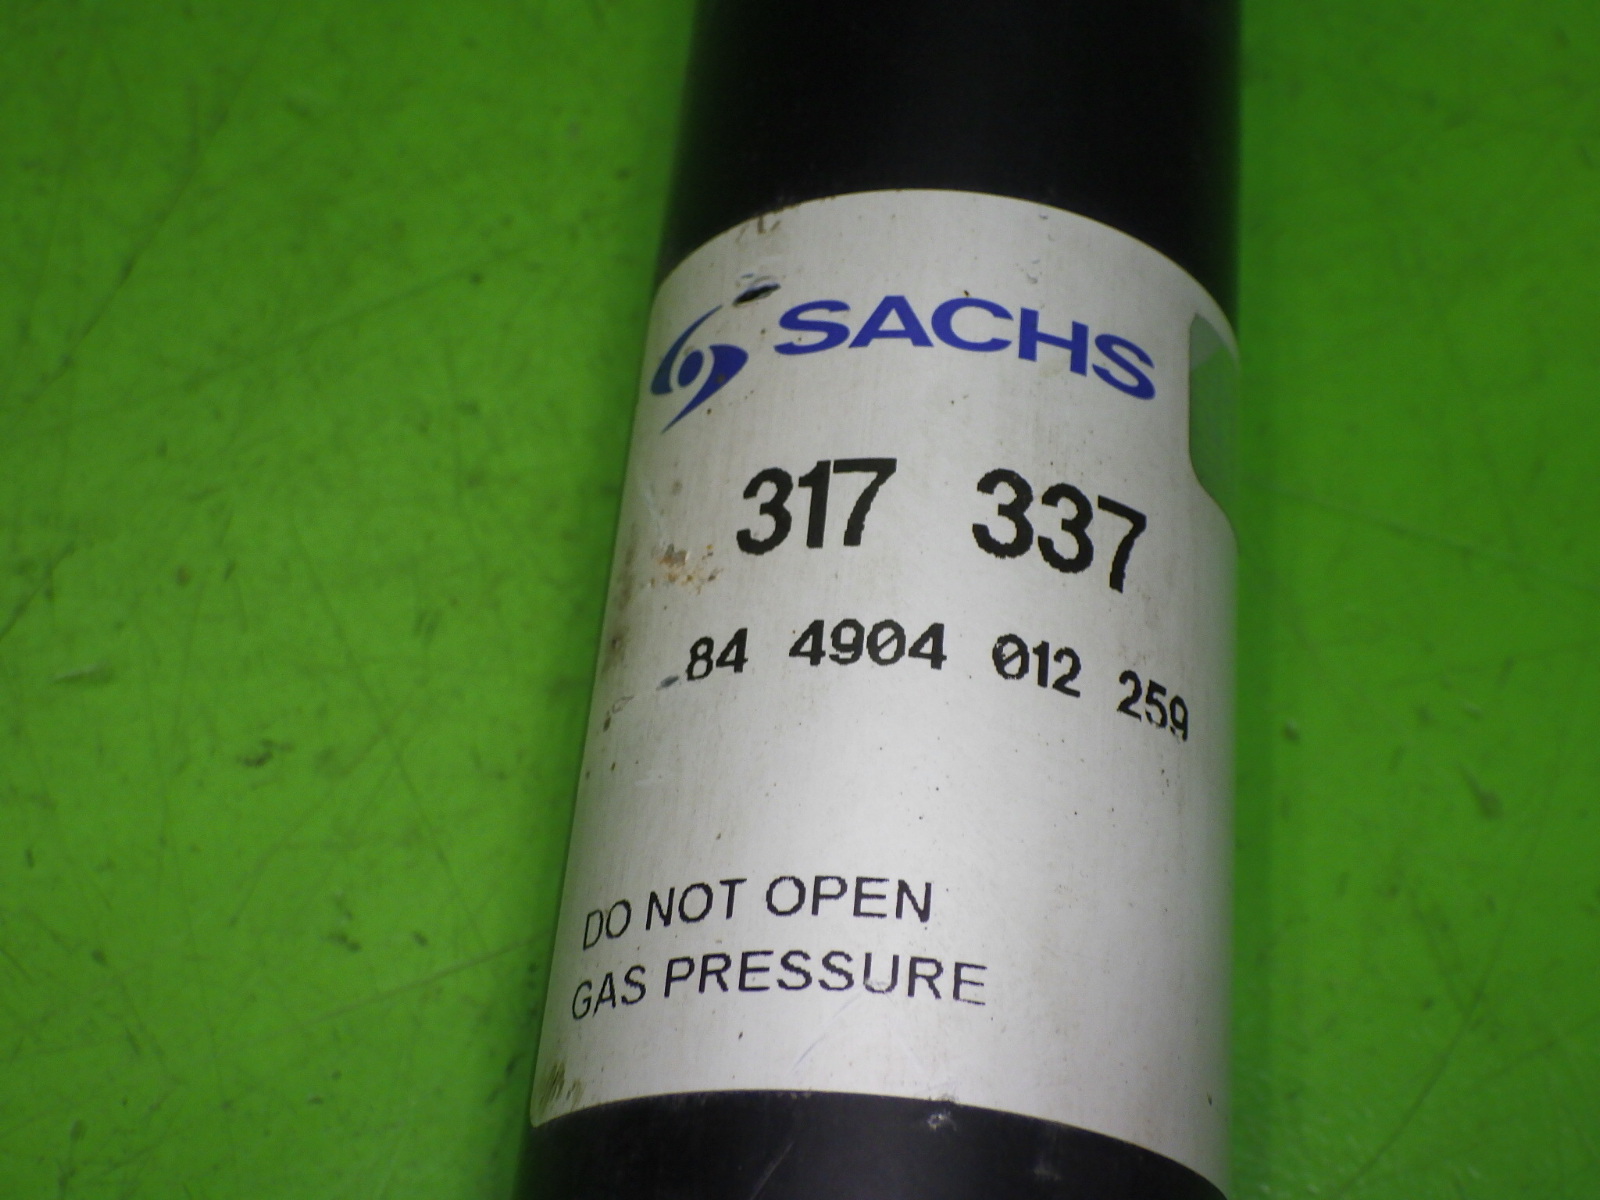 SACHS
317 337
84 4904 012 259
DO NOT OPEN
GAS PRESSURE